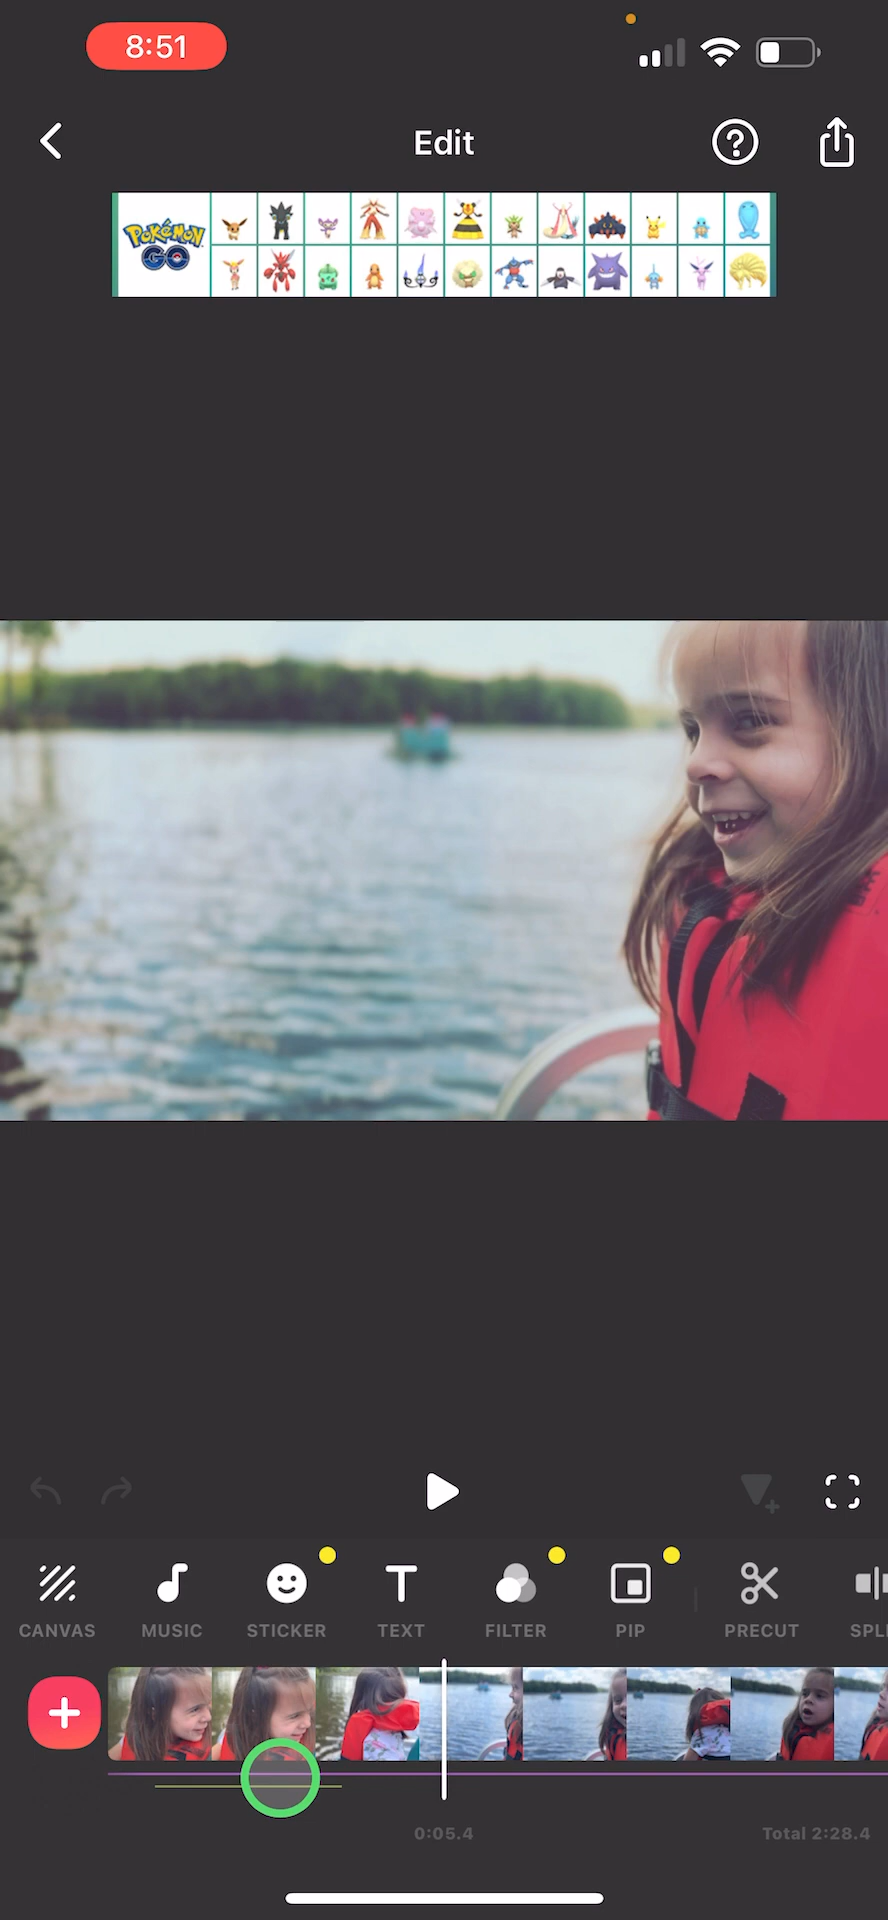 8:51
Edit
POKÉMON
GO
CANVAS
MUSIC
STICKER
TEXT
FILTER
PIP
PRECUT
SPLI
0:05.4
Total 2:28.4